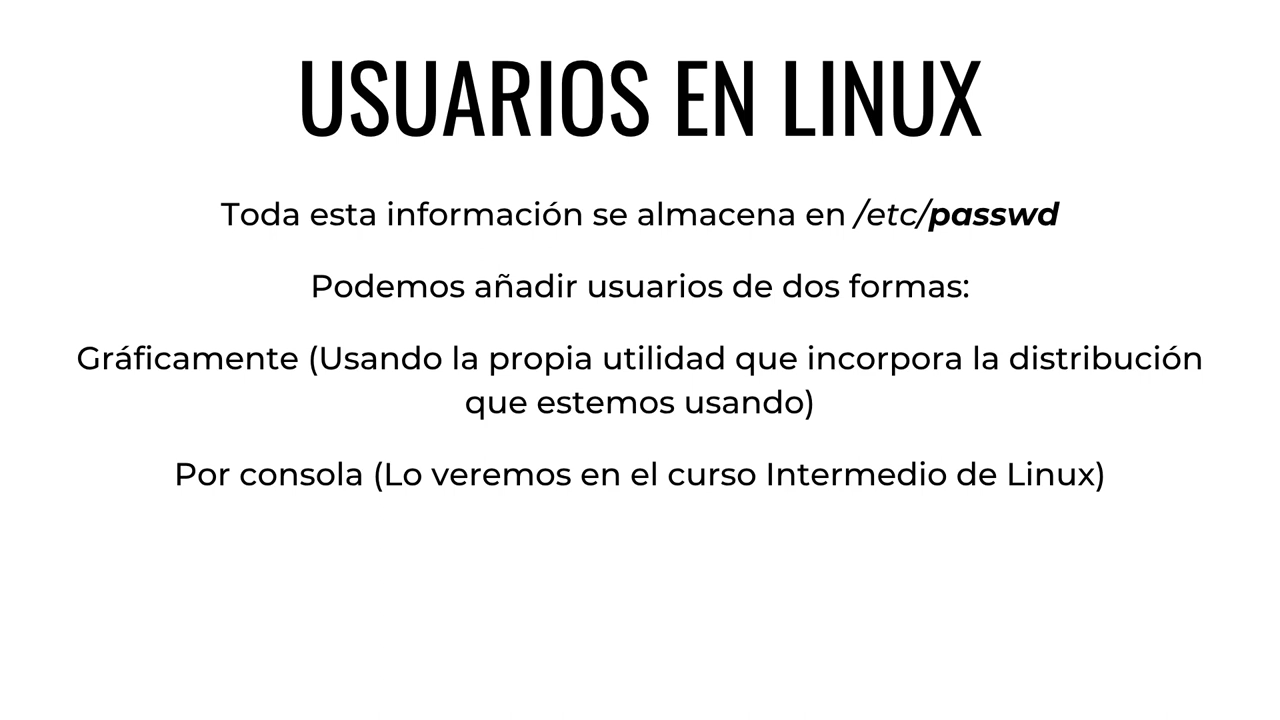 USUARIOS EN LINUX
Toda esta información se almacena en /etc/passwd
Podemos añadir usuarios de dos formas:
Gráficamente (Usando la propia utilidad que incorpora la distribución
que estemos usando)
Por consola (Lo veremos en el curso Intermedio de Linux)